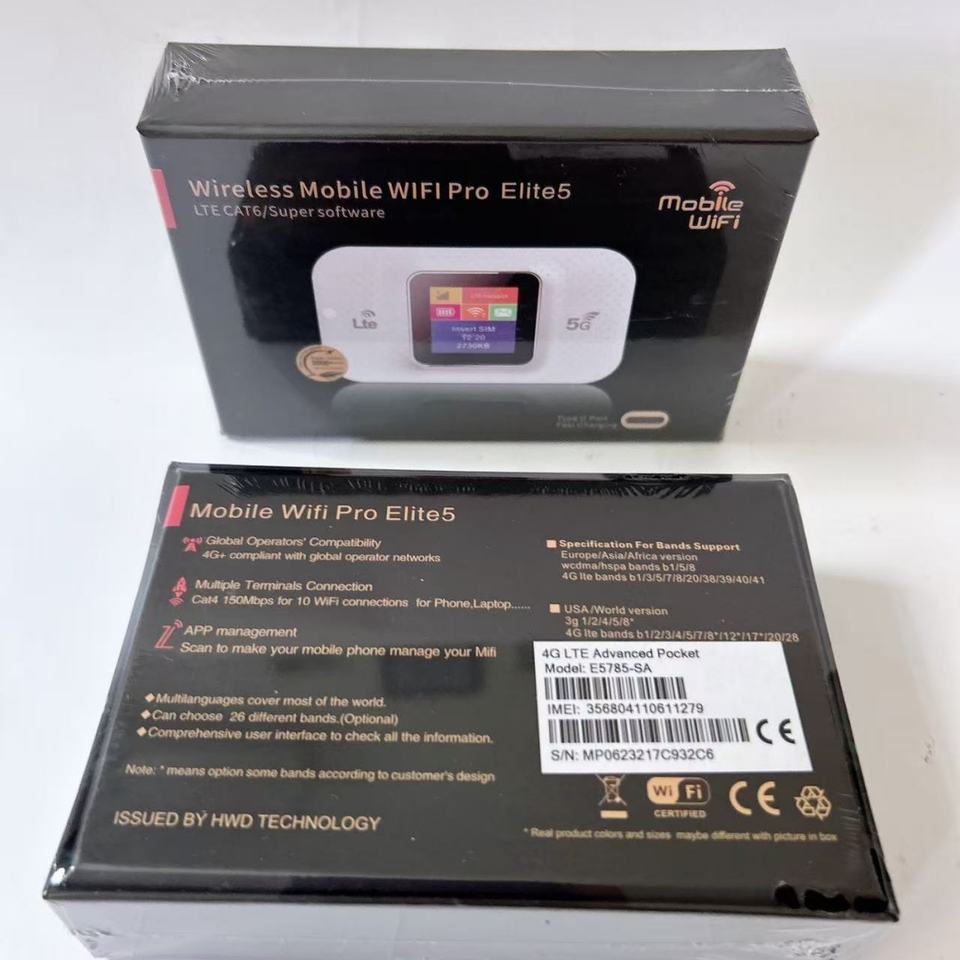 Wireless Mobile WIFI Pro Elite5
LTE CAT6/Super software
Mobile
WiFi
Lte
5G
LTE Hotspot
Invert SIM
T2 20
2730KB
Type C Port
Fast Charging
Mobile Wifi Pro Elite5
Global Operators' Compatibility
4G+ compliant with global operator networks
Multiple Terminals Connection
Cat4 150Mbps for 10 WiFi connections for Phone,Laptop......
APP management
Scan to make your mobile phone manage your Mifi
◆Multilanguages cover most of the world.
◆Can choose 26 different bands.(Optional)
◆Comprehensive user interface to check all the information.
Note: * means option some bands according to customer's design
ISSUED BY HWD TECHNOLOGY
■ Specification For Bands Support
Europe/Asia/Africa version
wcdma/hspa bands b1/5/8
4G lte bands b1/3/5/7/8/20/38/39/40/41
■ USA/World version
3g 1/2/4/5/8*
4G lte bands b1/2/3/4/5/7/8*/12*/17*/20/28
4G LTE Advanced Pocket
Model: E5785-SA
IMEI: 356804110611279
CE
S/N: MP0623217C932C6
Wi Fi
CERTIFIED
CE
* Real product colors and sizes maybe different with picture in box